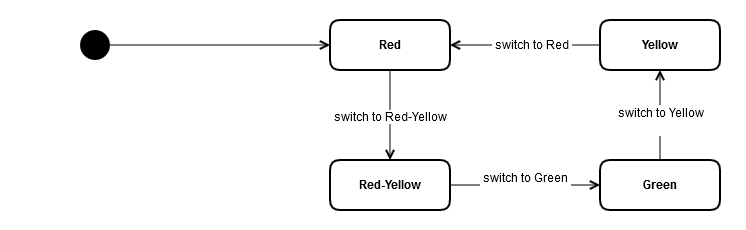 Red
switch to Red
Yellow
switch to Red-Yellow
switch to Yellow
Red-Yellow
switch to Green
Green